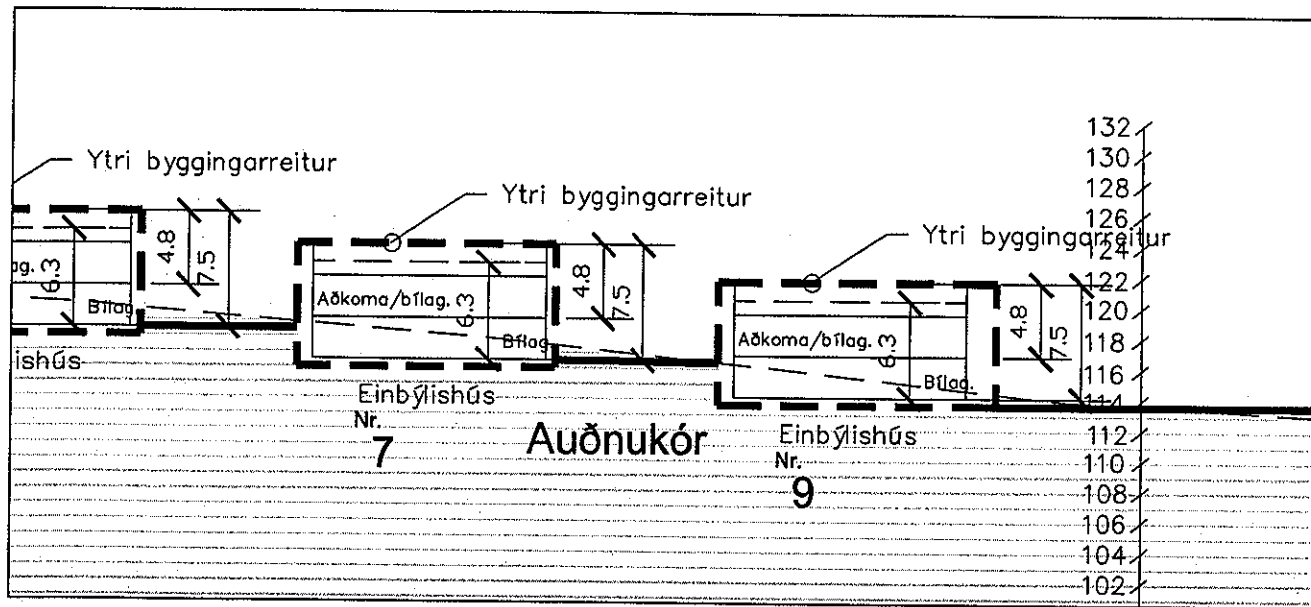 Ytri byggingarreitur
4.8
7.5
6.3
ag.
Bílag.
lishús
Ytri byggingarreitur
4.8
7.5
6.3
Aðkoma/bílag.
Bílag.
Einbýlishús
Nr.
7
Auðnukór
Ytri byggingarreitur
4.8
7.5
6.3
Aðkoma/bílag.
Bílag.
Einbýlishús
Nr.
9
132
130
128
126
124
122
120
118
116
114
112
110
108
106
104
102